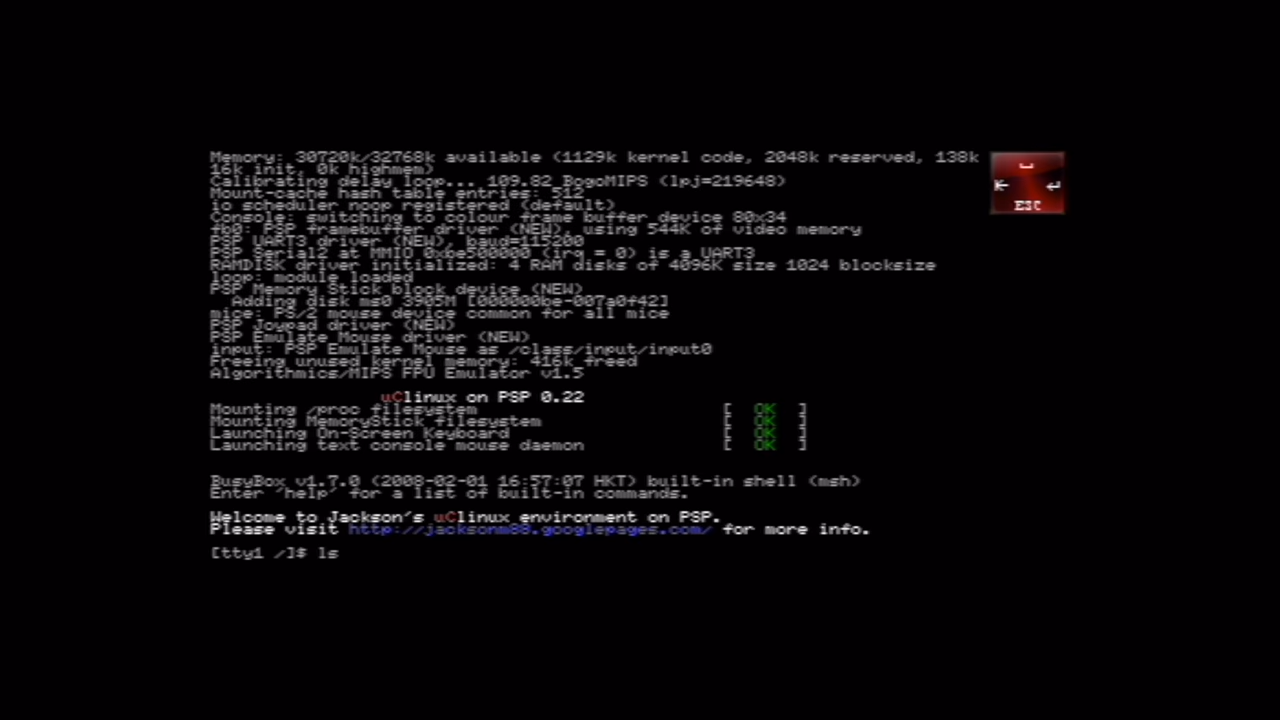 Memory: 30720k/32768k available (1129k kernel code, 2048k reserved, 138k
16k init, 0k highmem)
Calibrating delay loop... 109.82 BogoMIPS (lpj=219648)
Mount-cache hash table entries: 512
io scheduler noop registered (default)
Console: switching to colour frame buffer device 80x34
fb0: PSP framebuffer driver (NEW), using 544K of video memory
PSP UART3 driver (NEW), baud=115200
PSP Serial2 at MMIO 0xbe500000 (irq = 0) is a UART3
RAMDISK driver initialized: 4 RAM disks of 4096K size 1024 blocksize
loop: module loaded
PSP Memory Stick block device (NEW)
Adding disk ms0 3905M [000000be-007a0f42]
mice: PS/2 mouse device common for all mice
PSP Joypad driver (NEW)
PSP Emulate Mouse driver (NEW)
input: PSP Emulate Mouse as /class/input/input0
Freeing unused kernel memory: 416k freed
Algorithmics/MIPS FPU Emulator v1.5
uClinux on PSP 0.22
Mounting /proc filesystem [ OK ]
Mounting MemoryStick filesystem [ OK ]
Launching On-Screen Keyboard [ OK ]
Launching text console mouse daemon [ OK ]
BusyBox v1.7.0 (2008-02-01 16:57:07 HKT) built-in shell (msh)
Enter 'help' for a list of built-in commands.
Welcome to Jackson's uClinux environment on PSP.
Please visit http://jacksonm88.googlepages.com/ for more info.
[tty1 /]$ ls
ESC